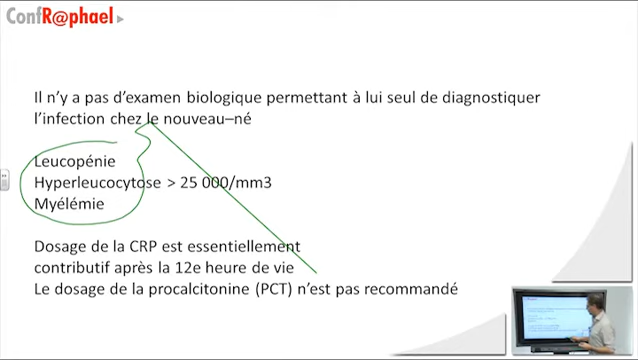 ConfR@phael
Il n'y a pas d'examen biologique permettant à lui seul de diagnostiquer
l'infection chez le nouveau–né
Leucopénie
Hyperleucocytose > 25 000/mm3
Myélémie
Dosage de la CRP est essentiellement
contributif après la 12e heure de vie
Le dosage de la procalcitonine (PCT) n'est pas recommandé